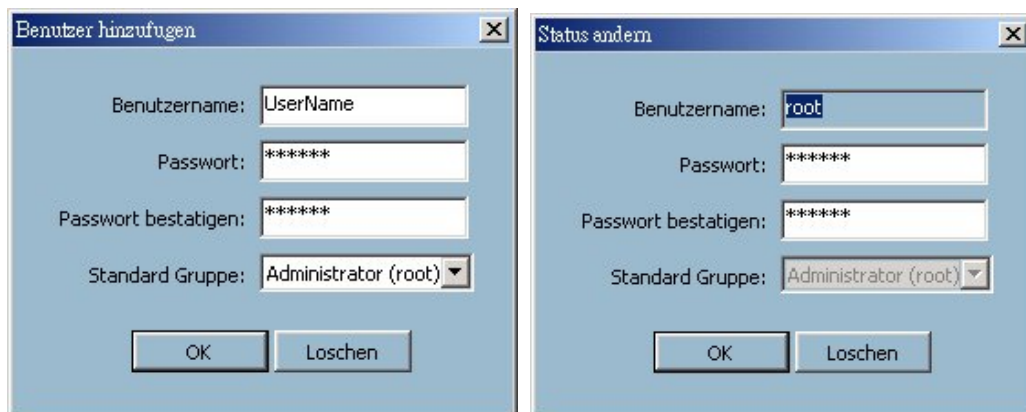 Benutzer hinzufugen
Benutzername: UserName
Passwort: ******
Passwort bestatigen: ******
Standard Gruppe: Administrator (root)
OK Loschen
Status andern
Benutzername: root
Passwort: ******
Passwort bestatigen: ******
Standard Gruppe: Administrator (root)
OK Loschen